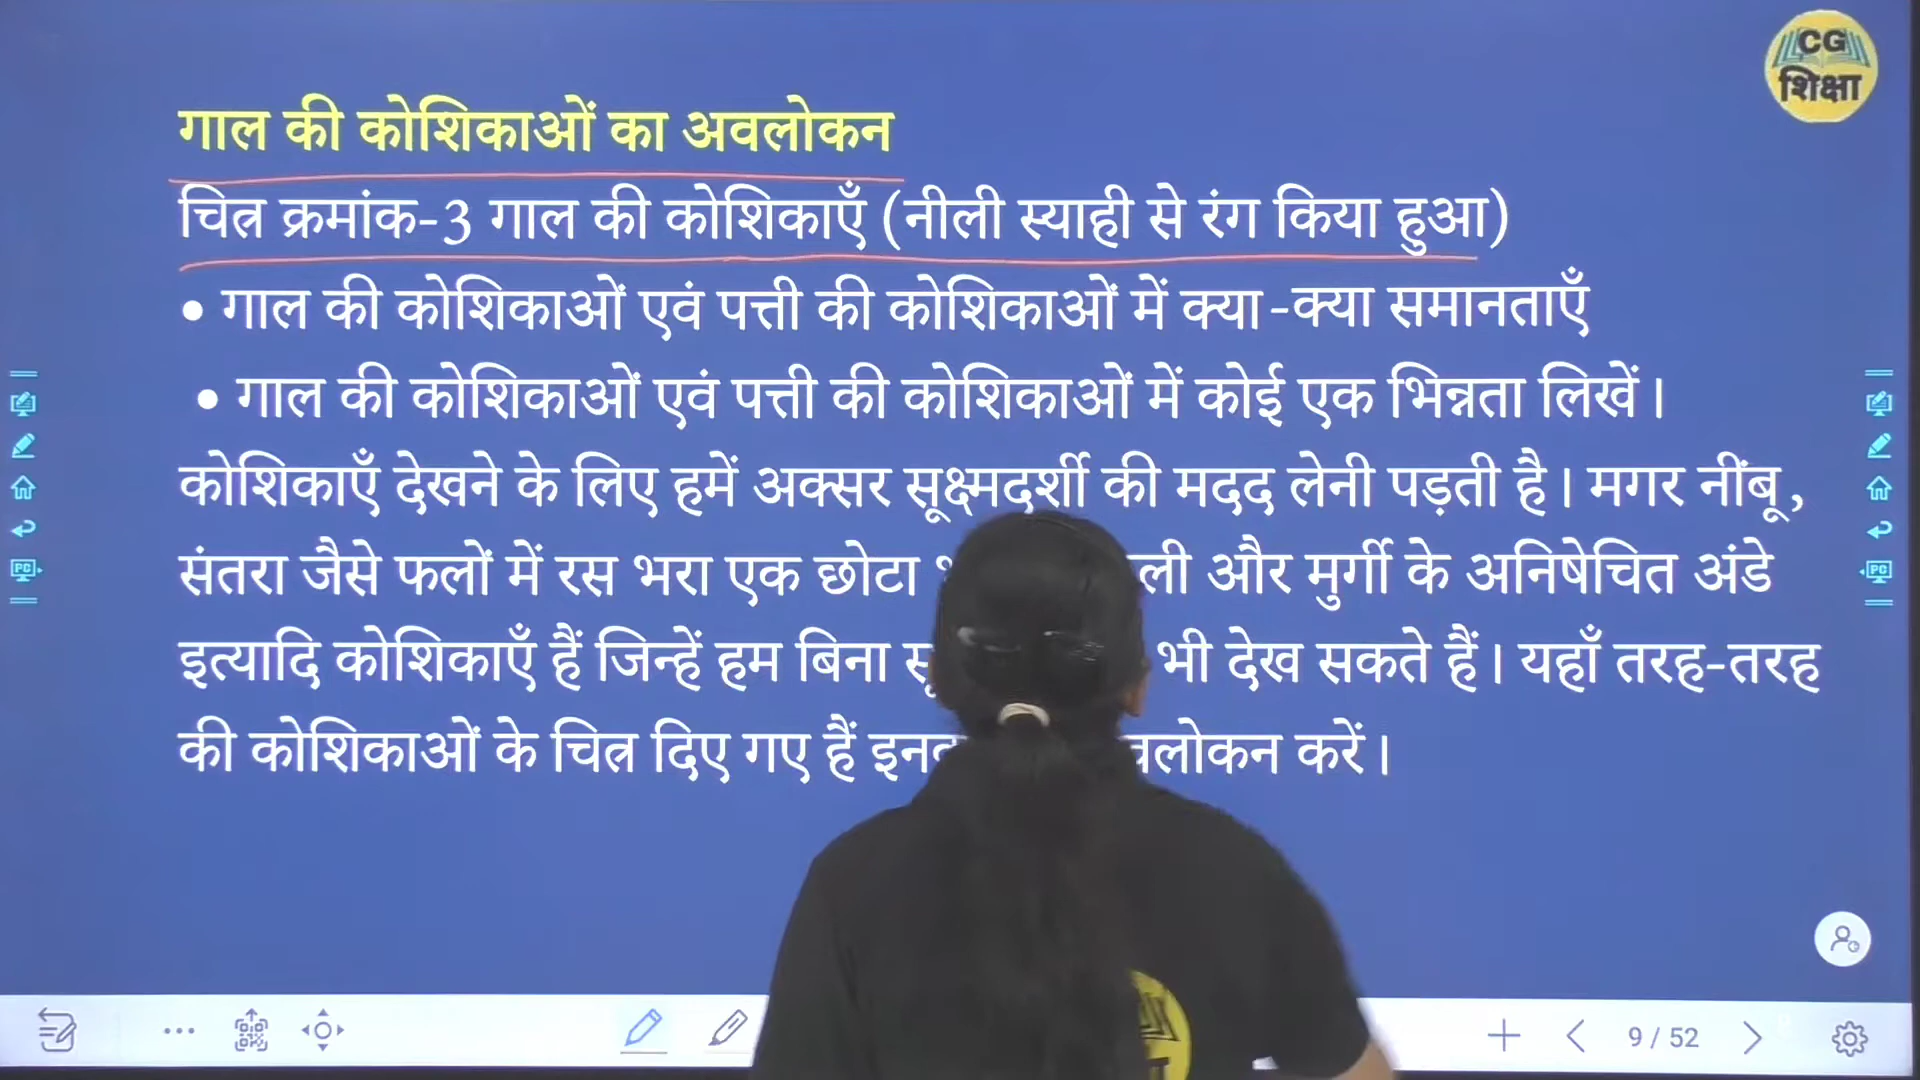 CG
शिक्षा
गाल की कोशिकाओं का अवलोकन
चित्र क्रमांक-3 गाल की कोशिकाएँ (नीली स्याही से रंग किया हुआ)
• गाल की कोशिकाओं एवं पत्ती की कोशिकाओं में क्या-क्या समानताएँ
• गाल की कोशिकाओं एवं पत्ती की कोशिकाओं में कोई एक भिन्नता लिखें।
कोशिकाएँ देखने के लिए हमें अक्सर सूक्ष्मदर्शी की मदद लेनी पड़ती है। मगर नींबू,
संतरा जैसे फलों में रस भरा एक छोटा और मुर्गी के अनिषेचित अंडे
इत्यादि कोशिकाएँ हैं जिन्हें हम बिना भी देख सकते हैं। यहाँ तरह-तरह
की कोशिकाओं के चित्र दिए गए हैं करें।
PC
PC
9 / 52